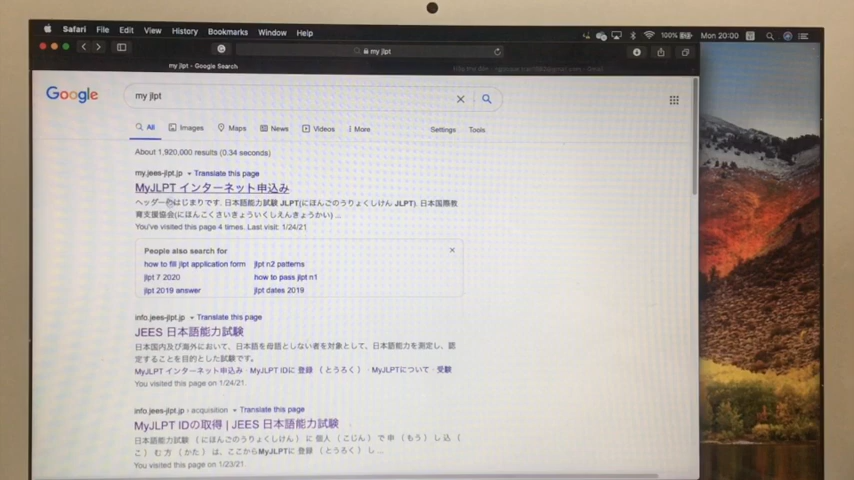 Safari File Edit View History Bookmarks Window Help
100%
Mon 20:00
my jlpt
my jlpt - Google Search
Google
my jlpt
All Images Maps News Videos More Settings Tools
About 1,920,000 results (0.34 seconds)
my.jees-jlpt.jp Translate this page
MyJLPT インターネット申込み
ヘッダーはじまりです. 日本語能力試験 JLPT(にほんごのうりょくしけん JLPT). 日本国際教
育支援協会(にほんこくさいきょういくしえんきょうかい) ...
You've visited this page 4 times. Last visit: 1/24/21
People also search for
how to fill jlpt application form jlpt n2 patterns
jlpt 7 2020 how to pass jlpt n1
jlpt 2019 answer jlpt dates 2019
info.jees-jlpt.jp Translate this page
JEES 日本語能力試験
日本国内及び海外において、日本語を母語としない者を対象として、日本語能力を測定し、認
定することを目的とした試験です。
MyJLPT インターネット申込み · MyJLPT IDに 登録 （とうろく） · MyJLPTについて · 受験
You visited this page on 1/24/21.
info.jees-jlpt.jp › acquisition Translate this page
MyJLPT IDの取得 | JEES 日本語能力試験
日本語能力試験 （にほんごのうりょくしけん） に 個人 （こじん） で 申 （もう） し 込 （
こ） む 方 （かた） は、ここからMyJLPTに 登録 （とうろく） し ...
You visited this page on 1/23/21.